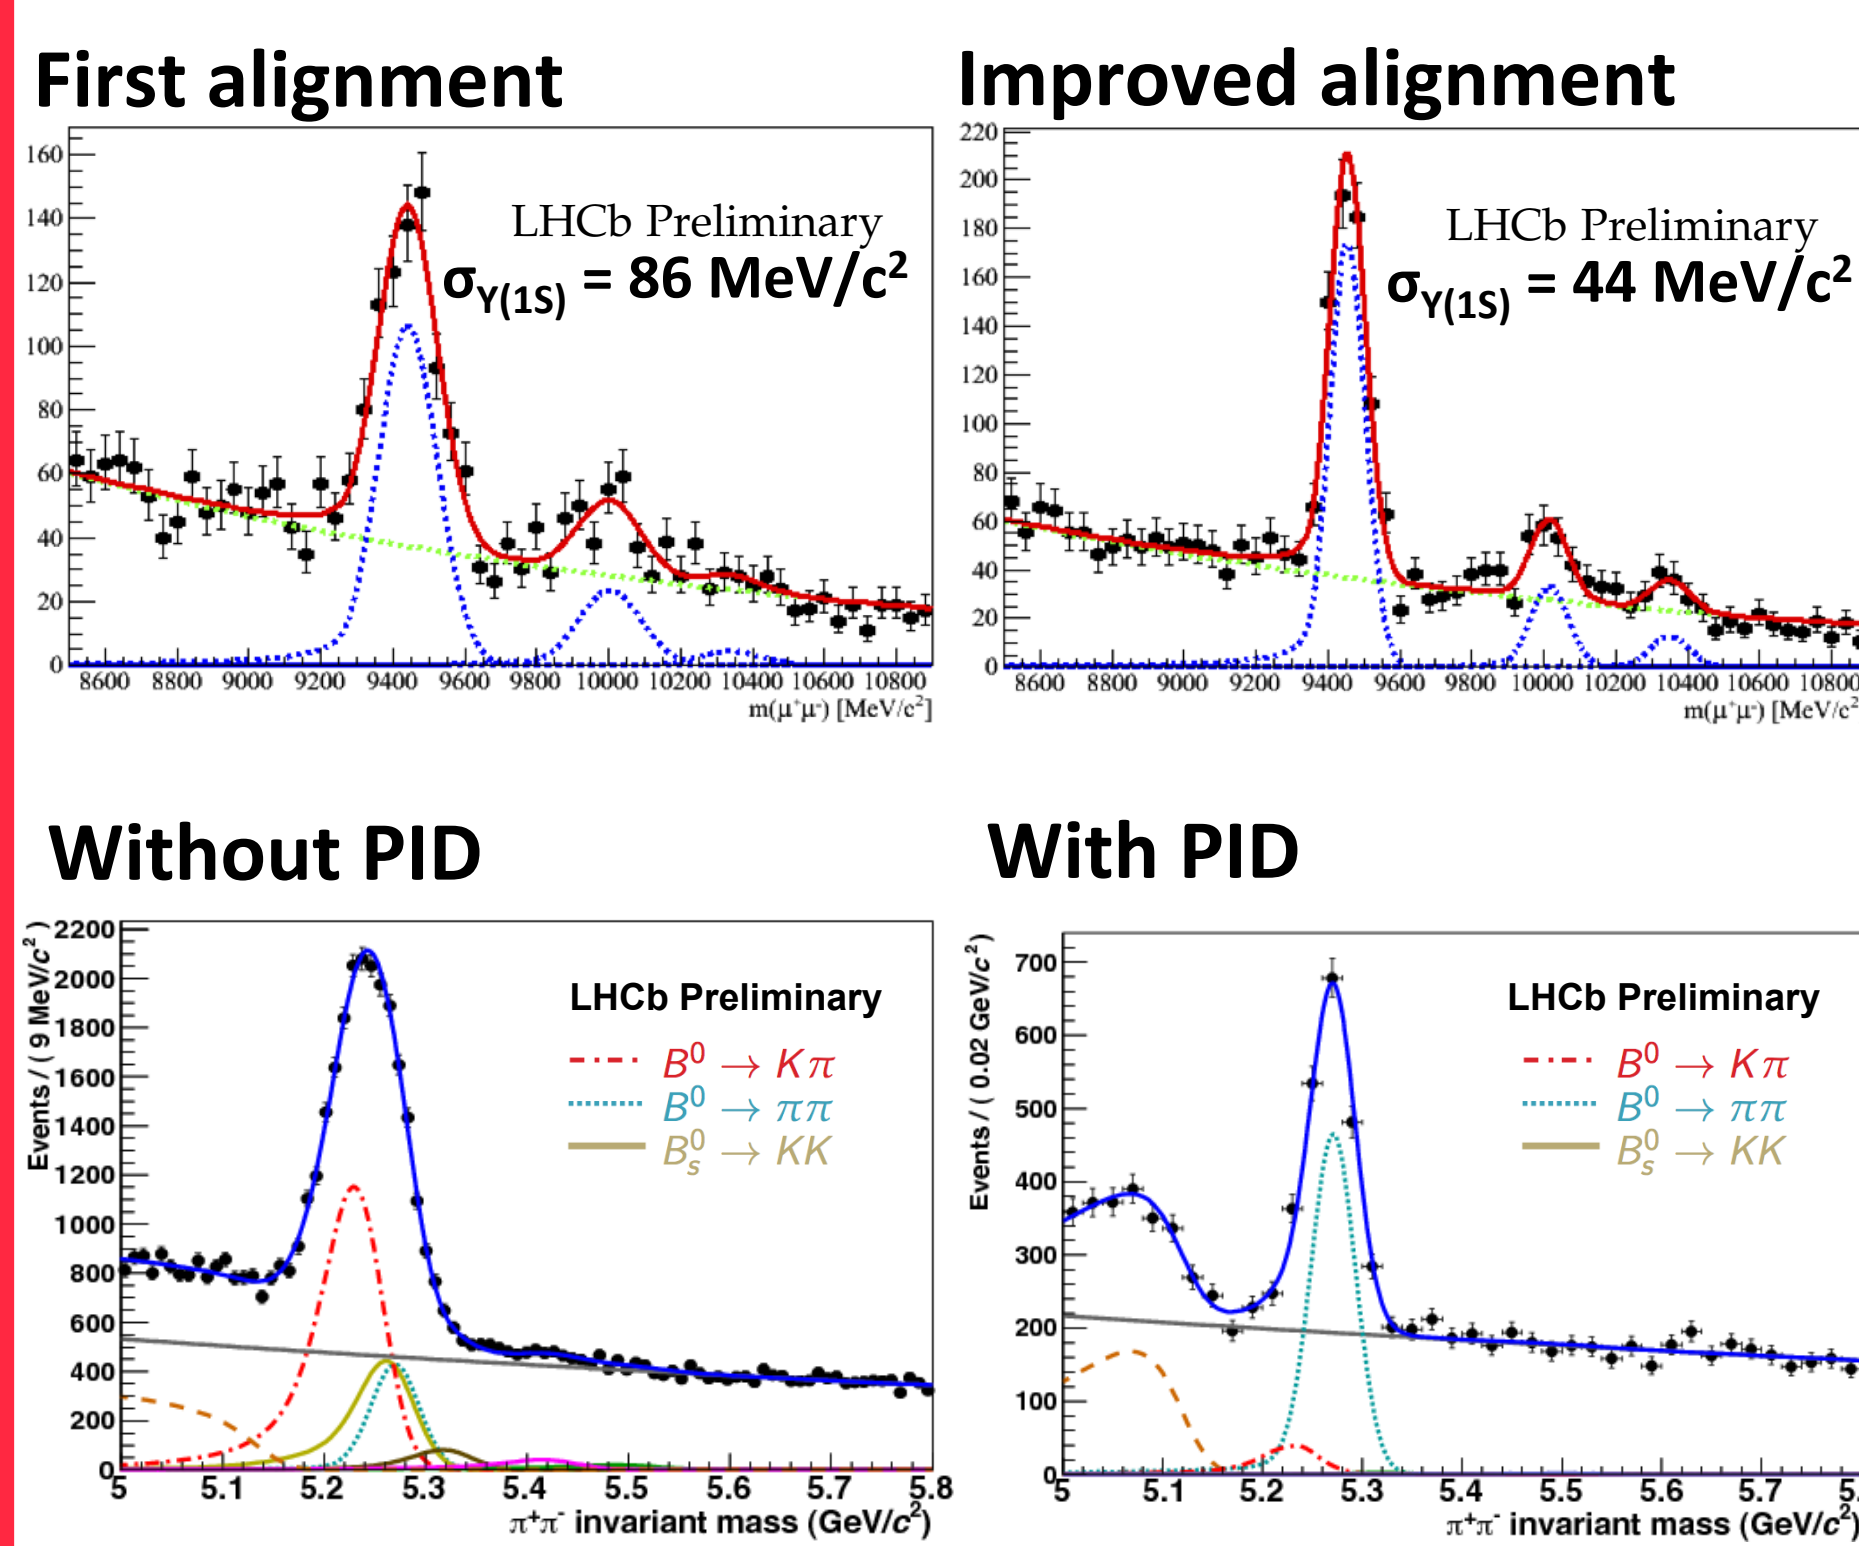 First alignment
160
140
120
100
80
60
40
20
0
LHCb Preliminary
σY(1S) = 86 MeV/c²
8600 8800 9000 9200 9400 9600 9800 10000 10200 10400 10600 10800
m(μ⁺μ⁻) [MeV/c²]
Improved alignment
220
200
180
160
140
120
100
80
60
40
20
0
LHCb Preliminary
σY(1S) = 44 MeV/c²
8600 8800 9000 9200 9400 9600 9800 10000 10200 10400 10600 10800
m(μ⁺μ⁻) [MeV/c²
Without PID
Events / ( 9 MeV/c² )
2200
2000
1800
1600
1400
1200
1000
800
600
400
200
0
LHCb Preliminary
B⁰ → Kπ
B⁰ → ππ
B⁰s → KK
5 5.1 5.2 5.3 5.4 5.5 5.6 5.7 5.8
π⁺π⁻ invariant mass (GeV/c²)
With PID
Events / ( 0.02 GeV/c² )
700
600
500
400
300
200
100
0
LHCb Preliminary
B⁰ → Kπ
B⁰ → ππ
B⁰s → KK
5 5.1 5.2 5.3 5.4 5.5 5.6 5.7 5.
π⁺π⁻ invariant mass (GeV/c²)